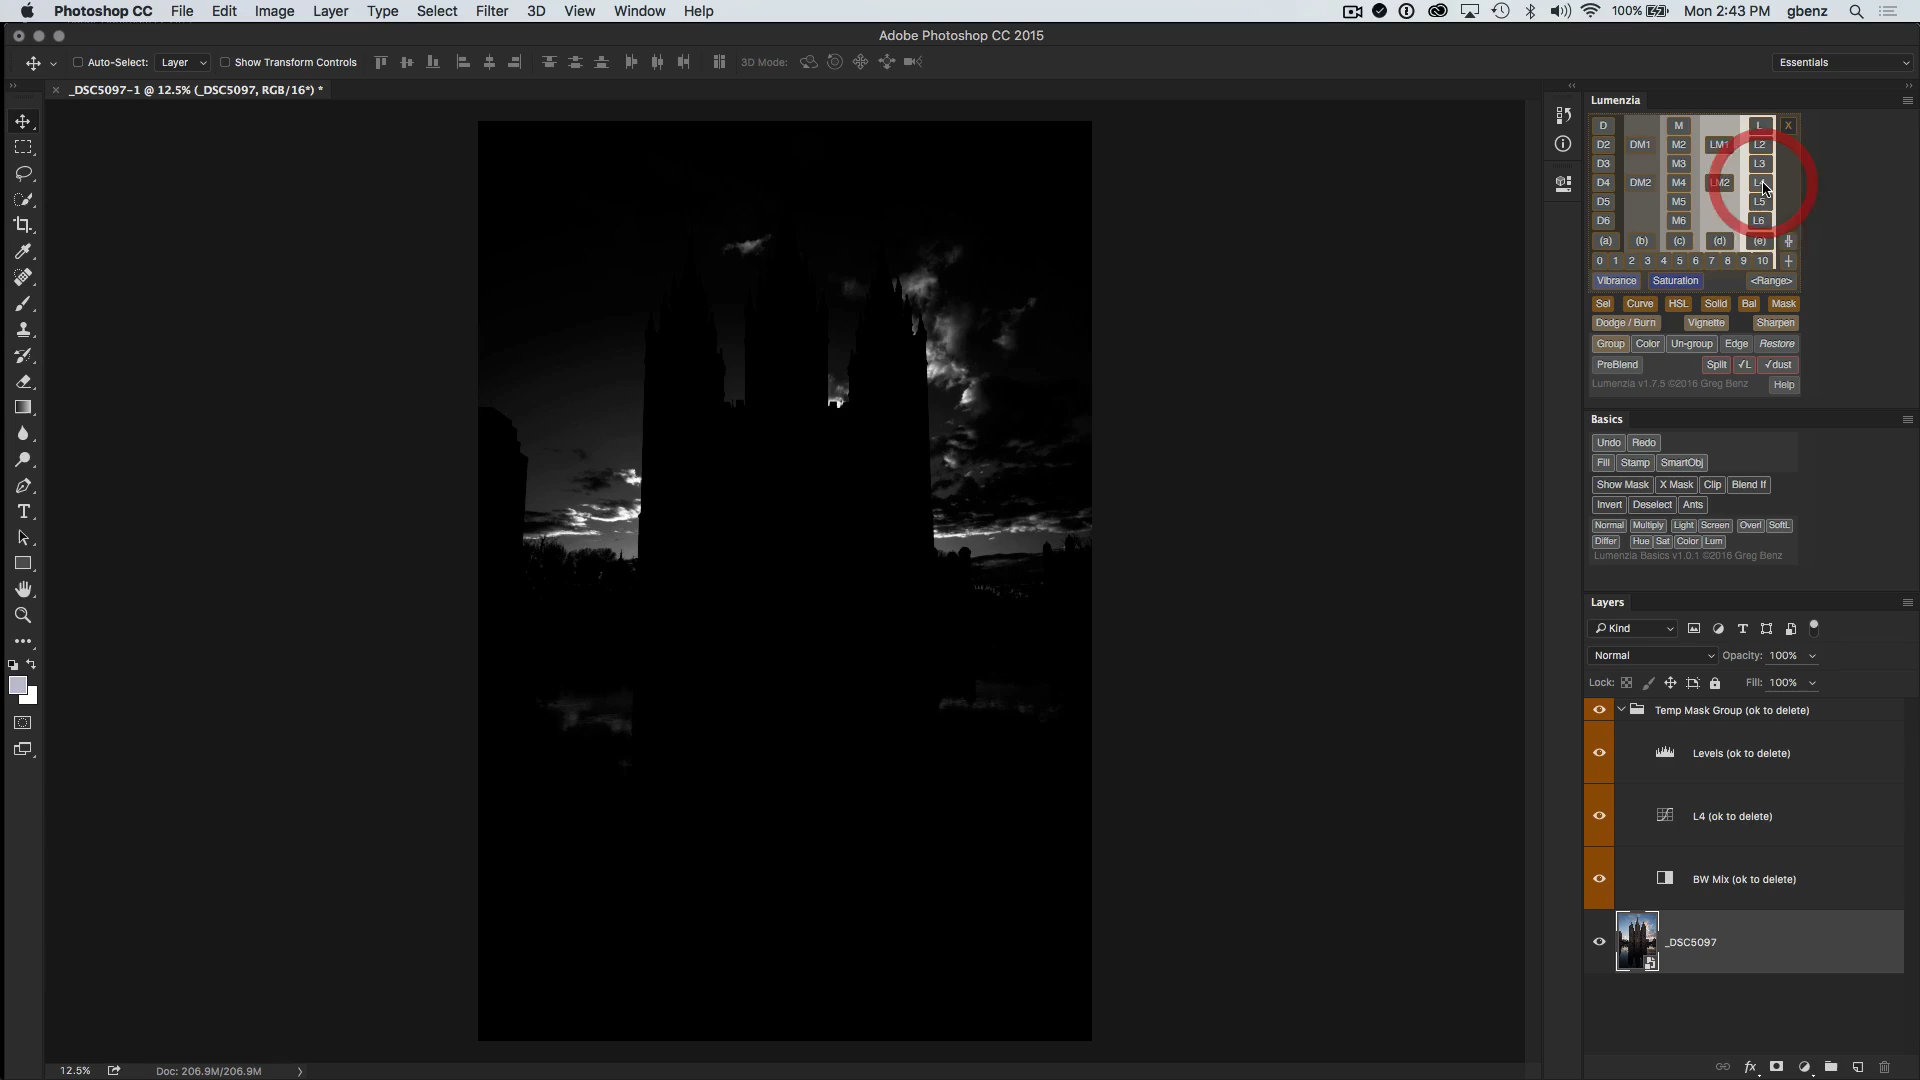 Photoshop CC File Edit Image Layer Type Select Filter 3D View Window Help 100% Mon 2:43 PM gbenz
Adobe Photoshop CC 2015
Auto-Select: Layer Show Transform Controls 3D Mode: Essentials
_DSC5097-1 @ 12.5% (_DSC5097, RGB/16*) *
Lumenzia
D M L X
D2 DM1 M2 LM1 L2
D3 M3 L3
D4 DM2 M4 LM2 L4
D5 M5 L5
D6 M6 L6
(a) (b) (c) (d) (e)
0 1 2 3 4 5 6 7 8 9 10
Vibrance Saturation <Range>
Sel Curve HSL Solid Bal Mask
Dodge / Burn Vignette Sharpen
Group Color Un-group Edge Restore
PreBlend Split √L √dust
Lumenzia v1.7.5 ©2016 Greg Benz Help
Basics
Undo Redo
Fill Stamp SmartObj
Show Mask X Mask Clip Blend If
Invert Deselect Ants
Normal Multiply Light Screen Overl SoftL
Differ Hue Sat Color Lum
Lumenzia Basics v1.0.1 ©2016 Greg Benz
Layers
Kind
Normal Opacity: 100%
Lock: Fill: 100%
Temp Mask Group (ok to delete)
Levels (ok to delete)
L4 (ok to delete)
BW Mix (ok to delete)
_DSC5097
12.5% Doc: 206.9M/206.9M